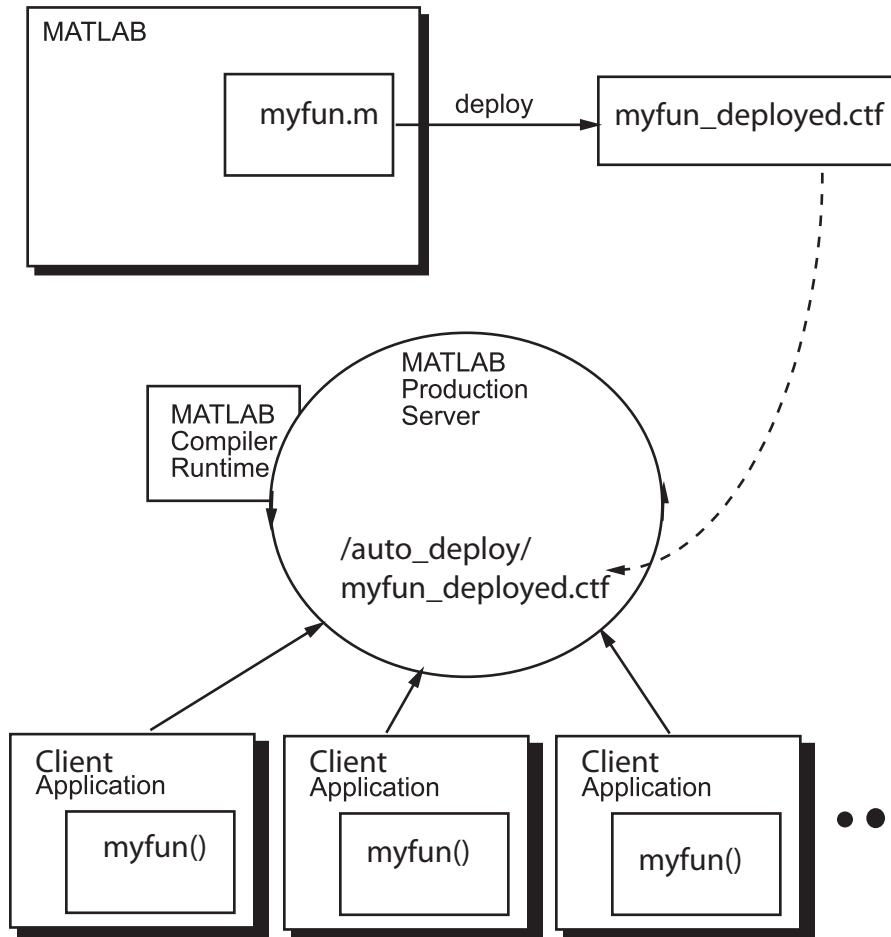 MATLAB
myfun.m
deploy
myfun_deployed.ctf
MATLAB
Production
Server
MATLAB
Compiler
Runtime
/auto_deploy/
myfun_deployed.ctf
Client
Application
myfun()
Client
Application
myfun()
Client
Application
myfun()